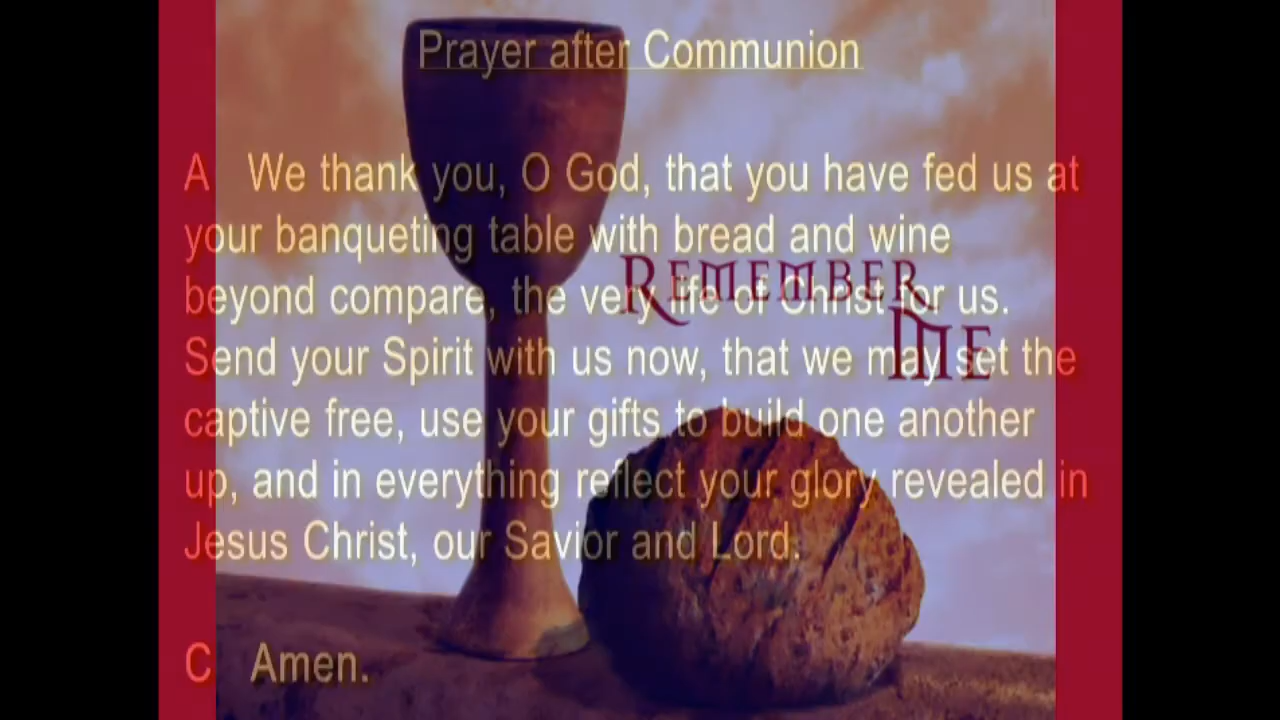 Prayer after Communion
A We thank you, O God, that you have fed us at
your banqueting table with bread and wine
beyond compare, the very life of Christ for us.
Send your Spirit with us now, that we may set the
captive free, use your gifts to build one another
up, and in everything reflect your glory revealed in
Jesus Christ, our Savior and Lord.
C Amen.
REMEMBER
ME